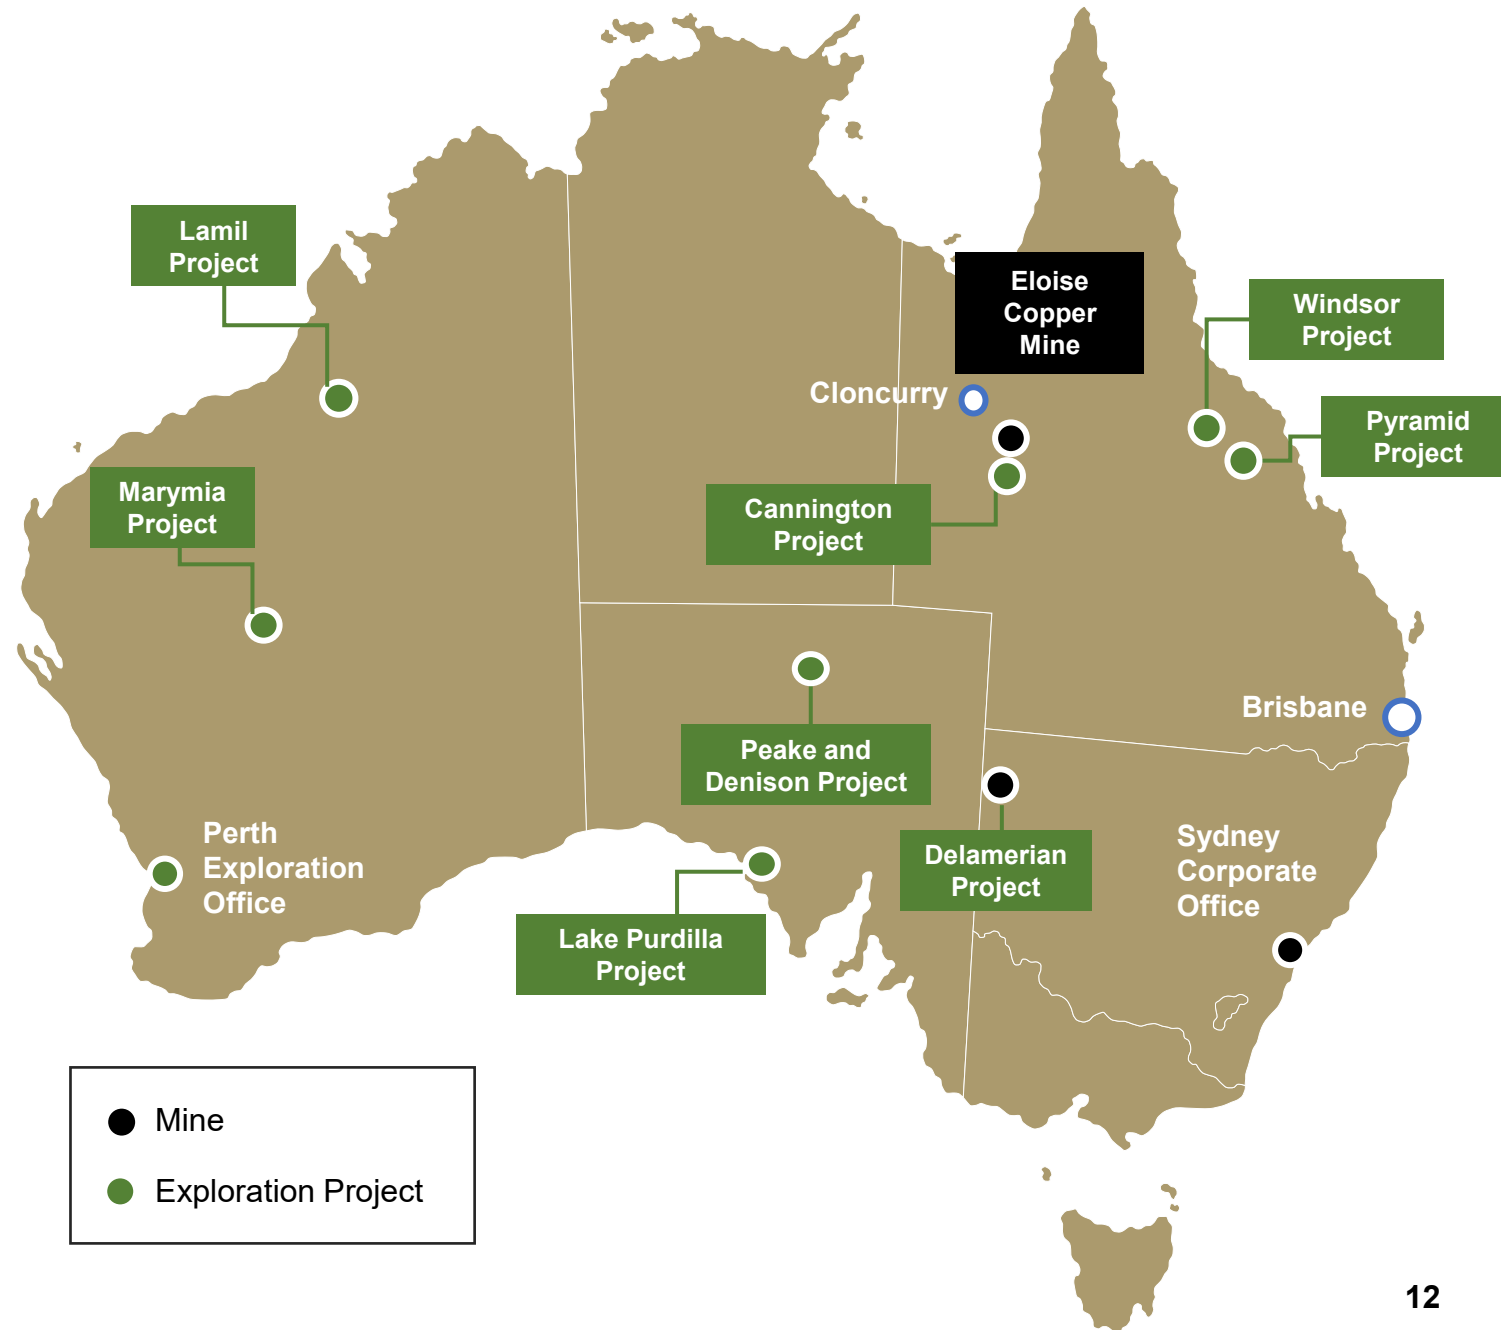 Lamil
Project
Eloise
Copper
Mine
Windsor
Project
Cloncurry
Pyramid
Project
Marymia
Project
Cannington
Project
Brisbane
Peake and
Denison Project
Perth
Exploration
Office
Delamerian
Project
Sydney
Corporate
Office
Lake Purdilla
Project
Mine
Exploration Project
12